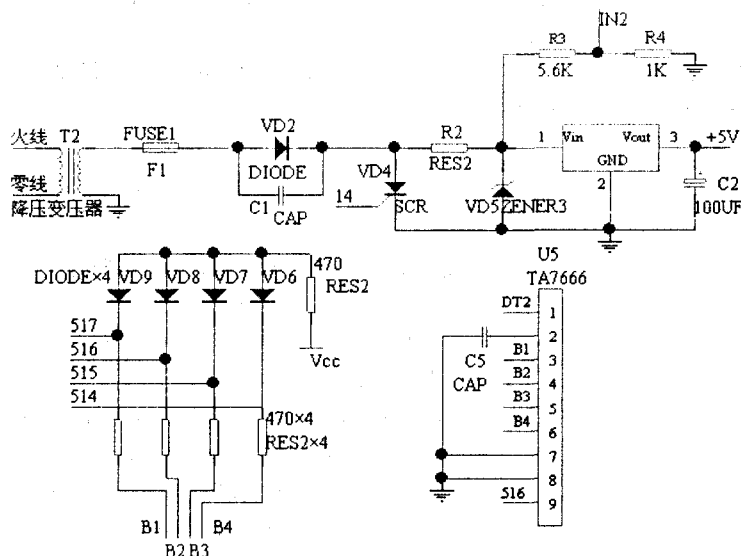 IN2
R3
R4
5.6K
1K
火线
T2
FUSE1
VD2
R2
1
Vin
Vout
3
+5V
F1
DIODE
VD4
RES2
GND
零线
C1
14
2
C2
降压变压器
CAP
SCR
VD5
ZENER3
100UF
U5
DIODE×4
VD9
VD8
VD7
VD6
470
RES2
TA7666
DT2
1
517
2
516
Vcc
C5
B1
3
515
CAP
B2
4
514
B3
5
470×4
B4
6
RES2×4
7
8
516
9
B1
B4
B2
B3